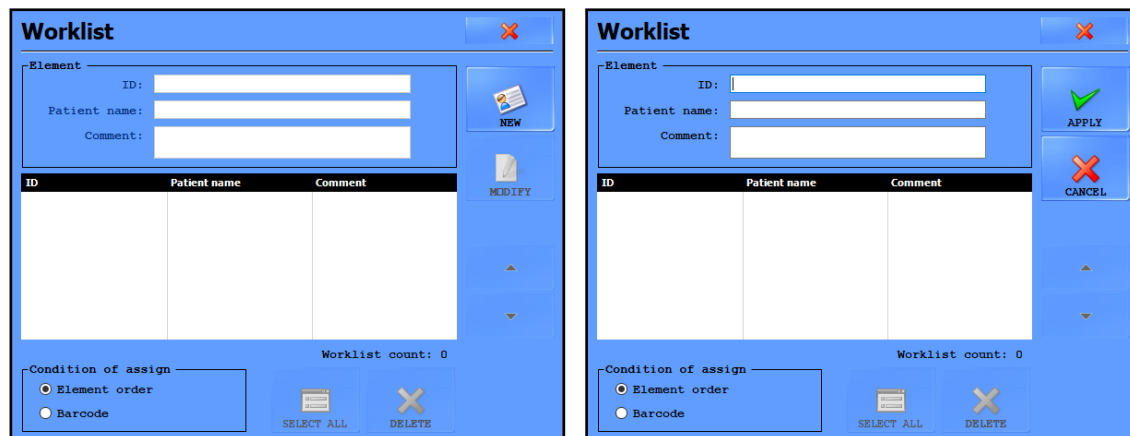 Worklist
Element
ID:
Patient name:
Comment:
NEW
MODIFY
ID Patient name Comment
Worklist count: 0
Condition of assign
Element order
Barcode
SELECT ALL
DELETE
Worklist
Element
ID:
Patient name:
Comment:
APPLY
CANCEL
ID Patient name Comment
Worklist count: 0
Condition of assign
Element order
Barcode
SELECT ALL
DELETE